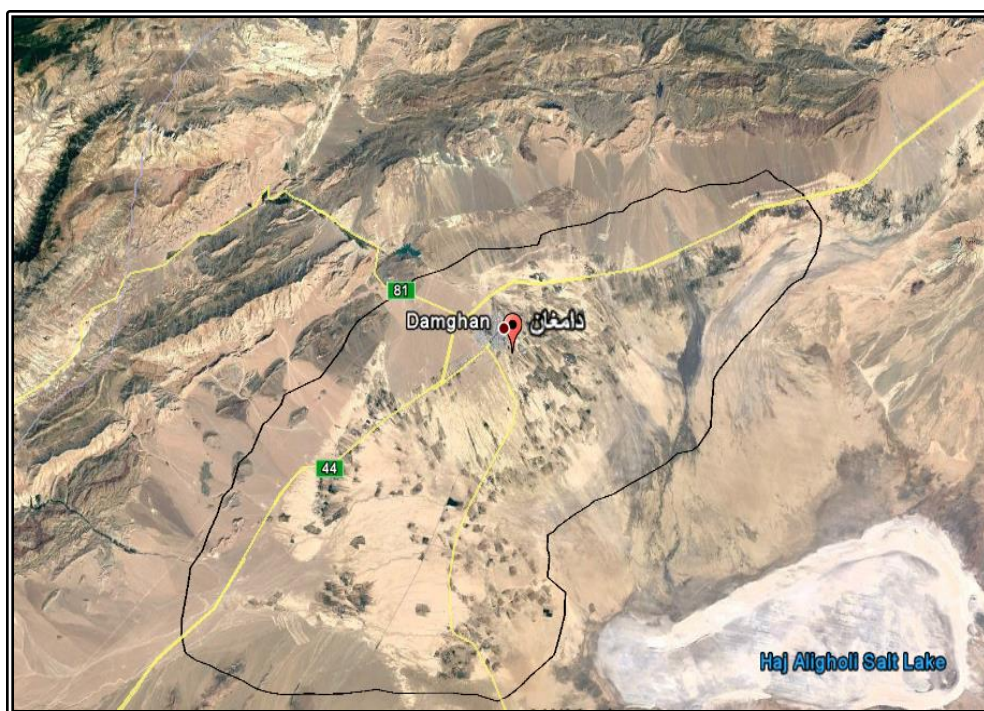 81
Damghan
دامغان
44
Haj Aligholi Salt Lake